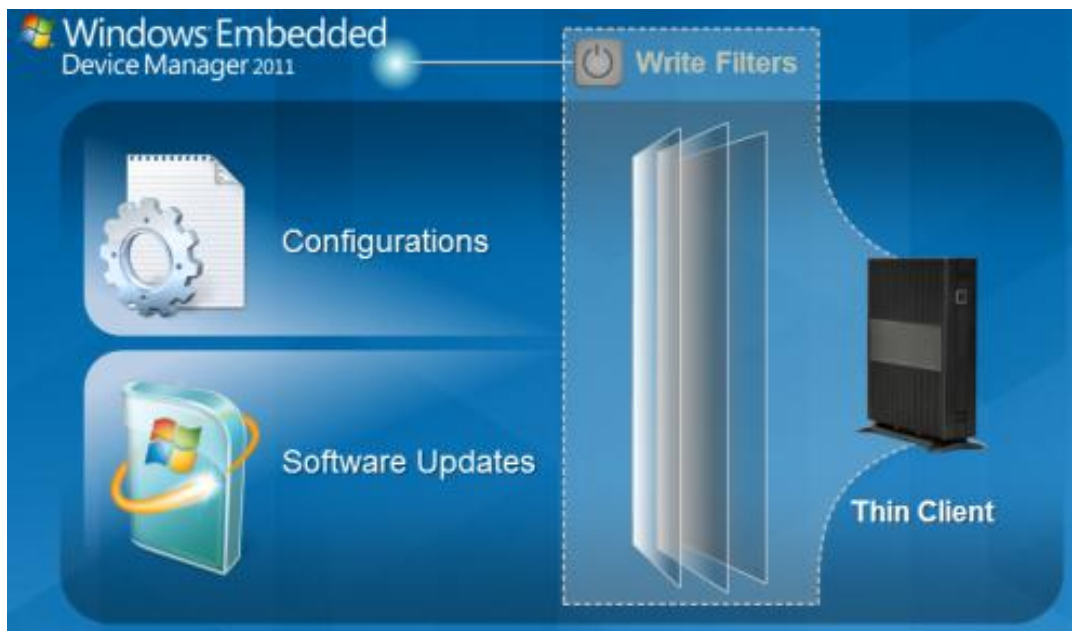 Windows Embedded
Device Manager 2011
Write Filters
Configurations
Software Updates
Thin Client